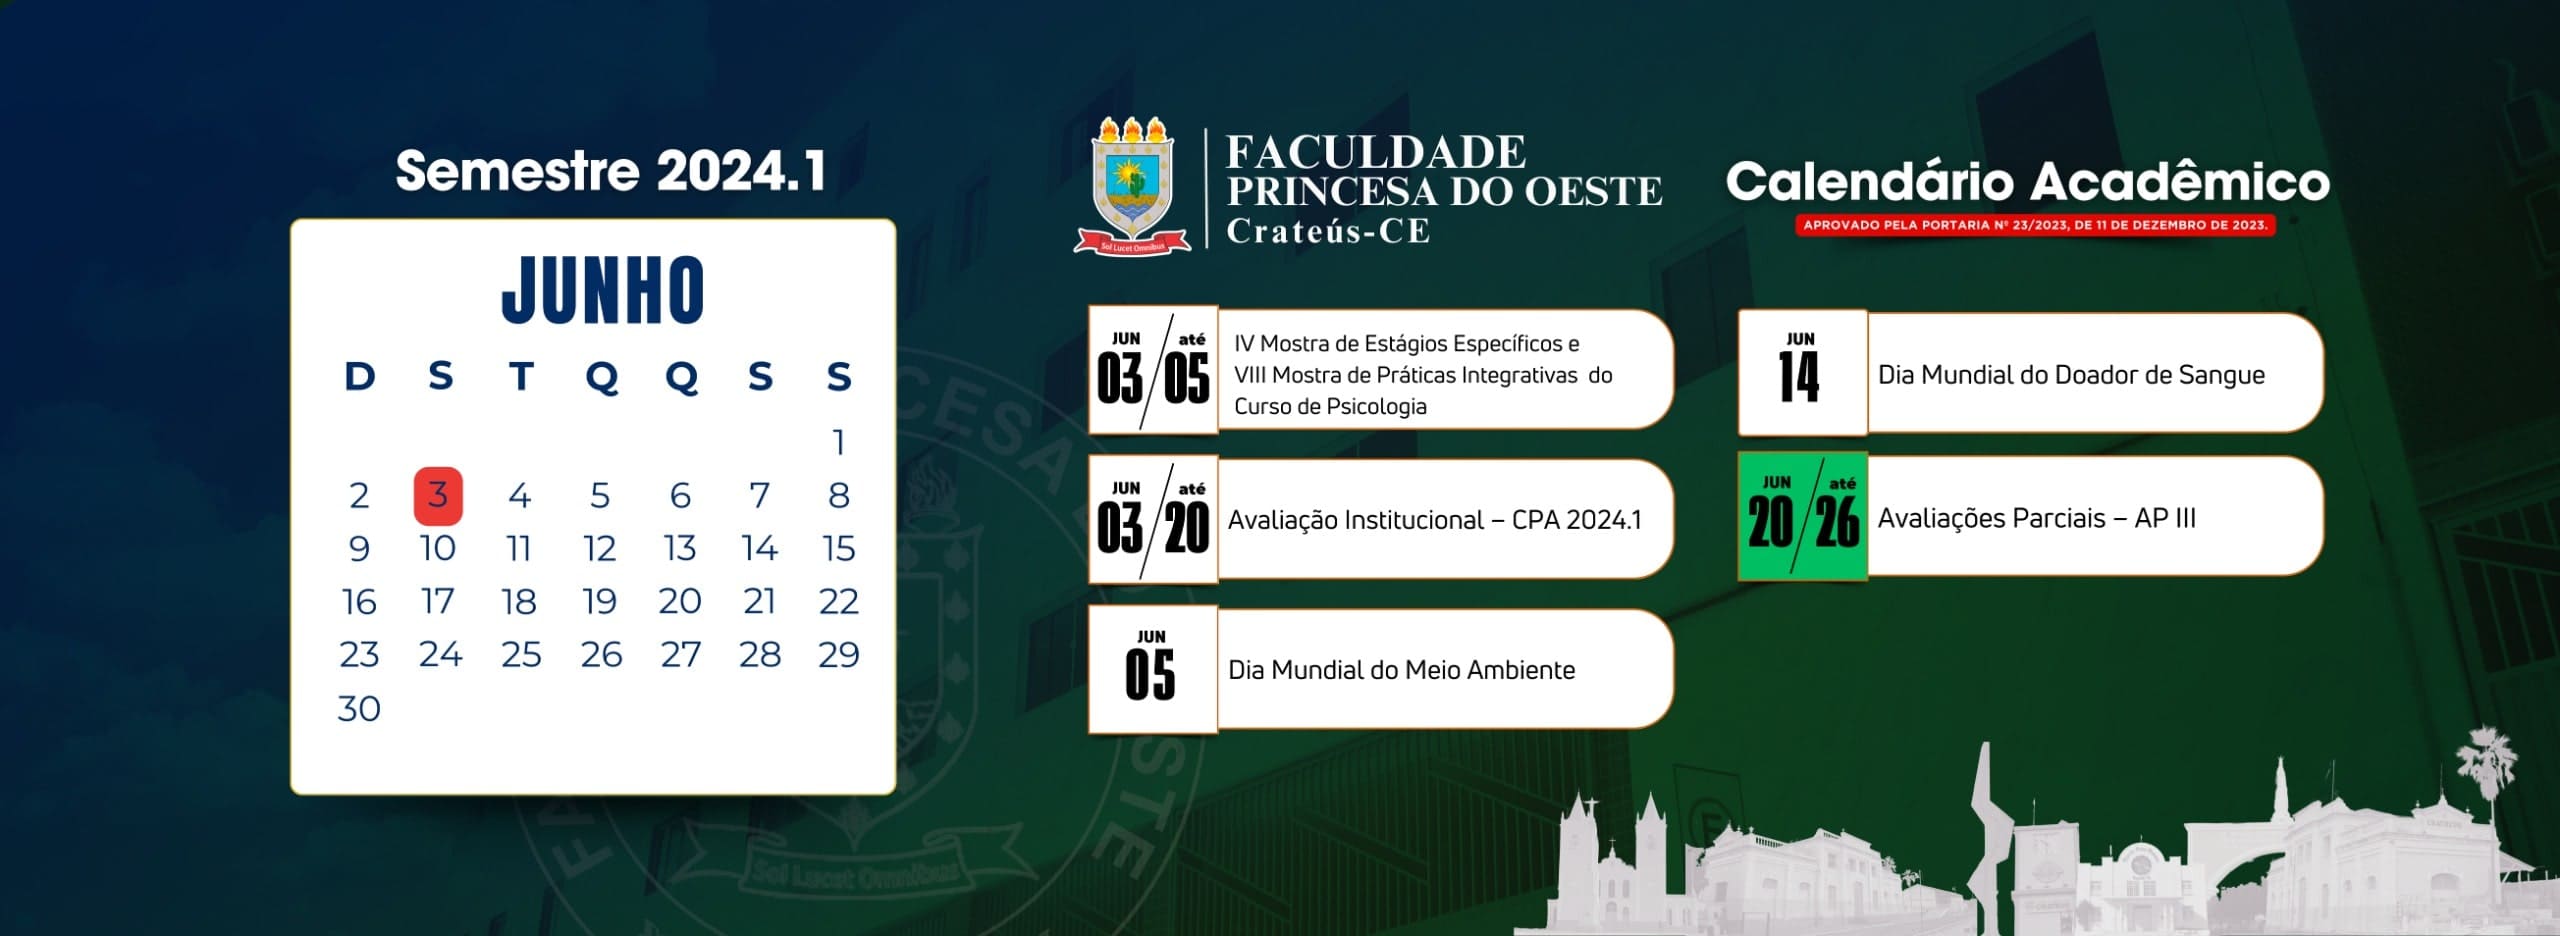 Semestre 2024.1
JUNHO
D S T Q Q S S
1
2 3 4 5 6 7 8
9 10 11 12 13 14 15
16 17 18 19 20 21 22
23 24 25 26 27 28 29
30
Sol Lucet Omnibus
FACULDADE
PRINCESA DO OESTE
Crateús-CE
Calendário Acadêmico
APROVADO PELA PORTARIA Nº 23/2023, DE 11 DE DEZEMBRO DE 2023.
JUN até
03/05
IV Mostra de Estágios Específicos e
VIII Mostra de Práticas Integrativas do
Curso de Psicologia
JUN até
03/20
Avaliação Institucional – CPA 2024.1
JUN
05
Dia Mundial do Meio Ambiente
JUN
14
Dia Mundial do Doador de Sangue
JUN até
20/26
Avaliações Parciais – AP III
Sol Lucet Omnibus